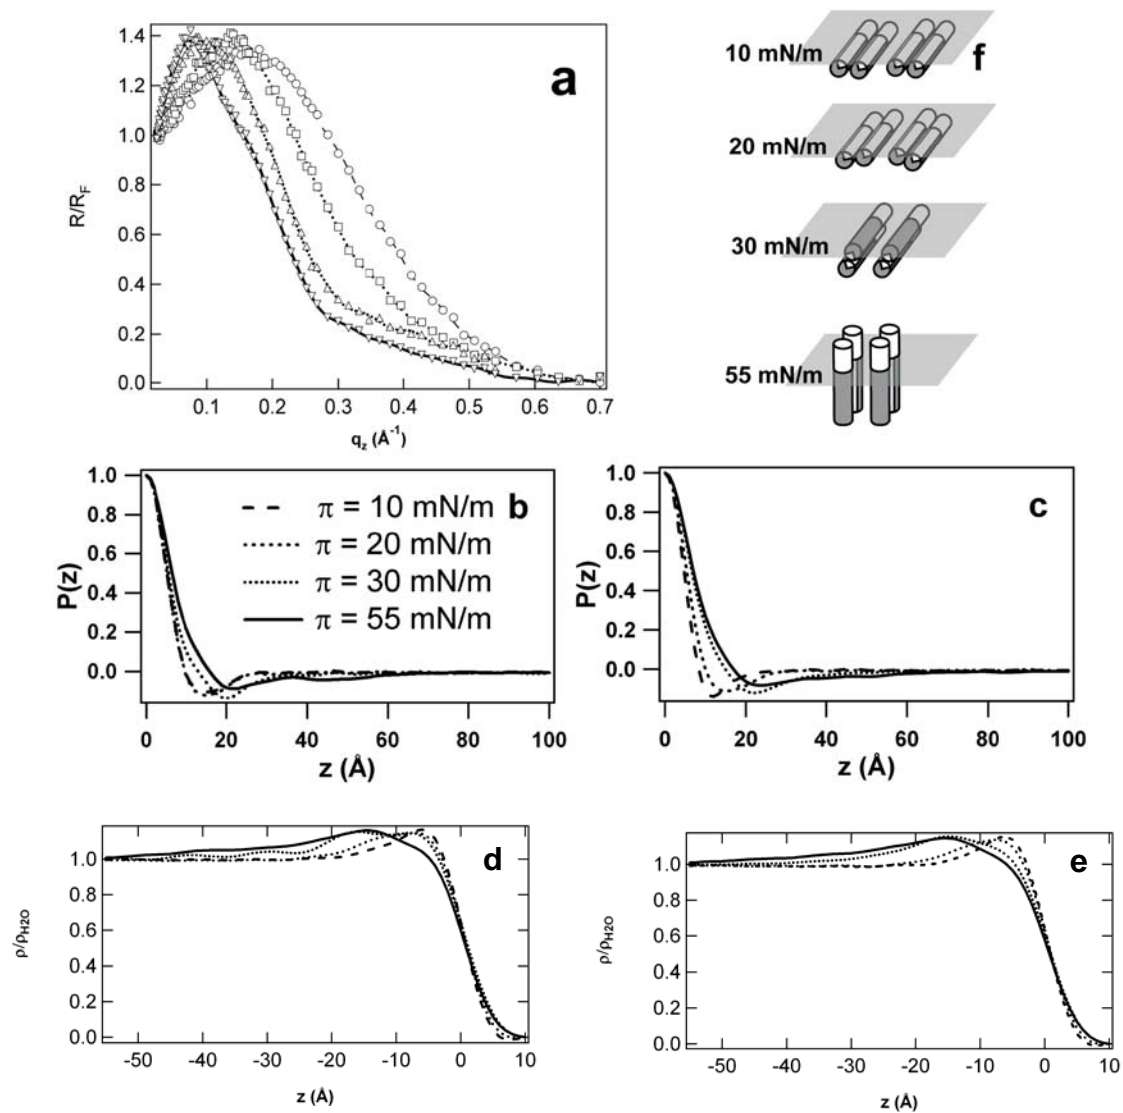 1.4
1.2
1.0
0.8
0.6
0.4
0.2
0.0
R/R_F
0.1 0.2 0.3 0.4 0.5 0.6 0.7
q_z (Å⁻¹)
a
10 mN/m
f
20 mN/m
30 mN/m
55 mN/m
1.0
0.8
0.6
0.4
0.2
0.0
P(z)
π = 10 mN/m
π = 20 mN/m
π = 30 mN/m
π = 55 mN/m
b
0 20 40 60 80 100
z (Å)
1.0
0.8
0.6
0.4
0.2
0.0
P(z)
c
0 20 40 60 80 100
z (Å)
1.0
0.8
0.6
0.4
0.2
0.0
ρ/ρ_H2O
d
-50 -40 -30 -20 -10 0 10
z (Å)
1.0
0.8
0.6
0.4
0.2
0.0
ρ/ρ_H2O
e
-50 -40 -30 -20 -10 0 10
z (Å)